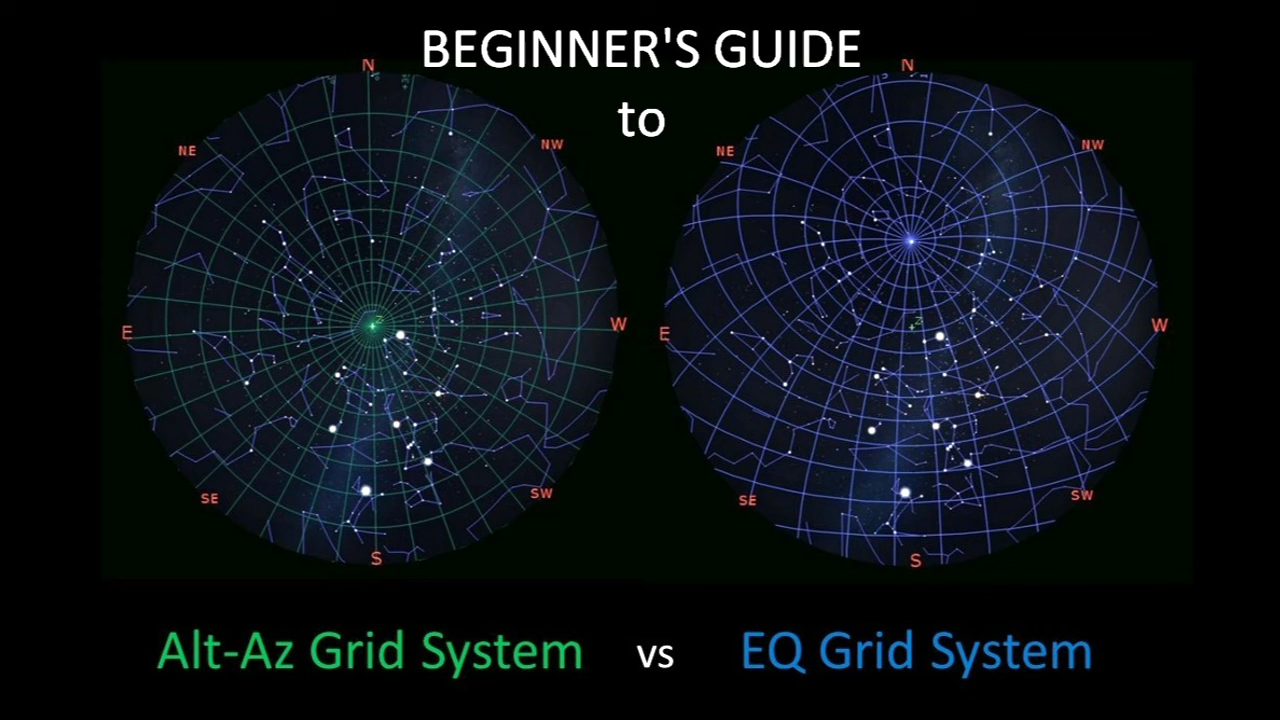 BEGINNER'S GUIDE
to
N
N
NE
NW
NE
NW
Z
Z
E
W
E
W
SE
SW
SE
SW
S
S
Alt-Az Grid System vs EQ Grid System